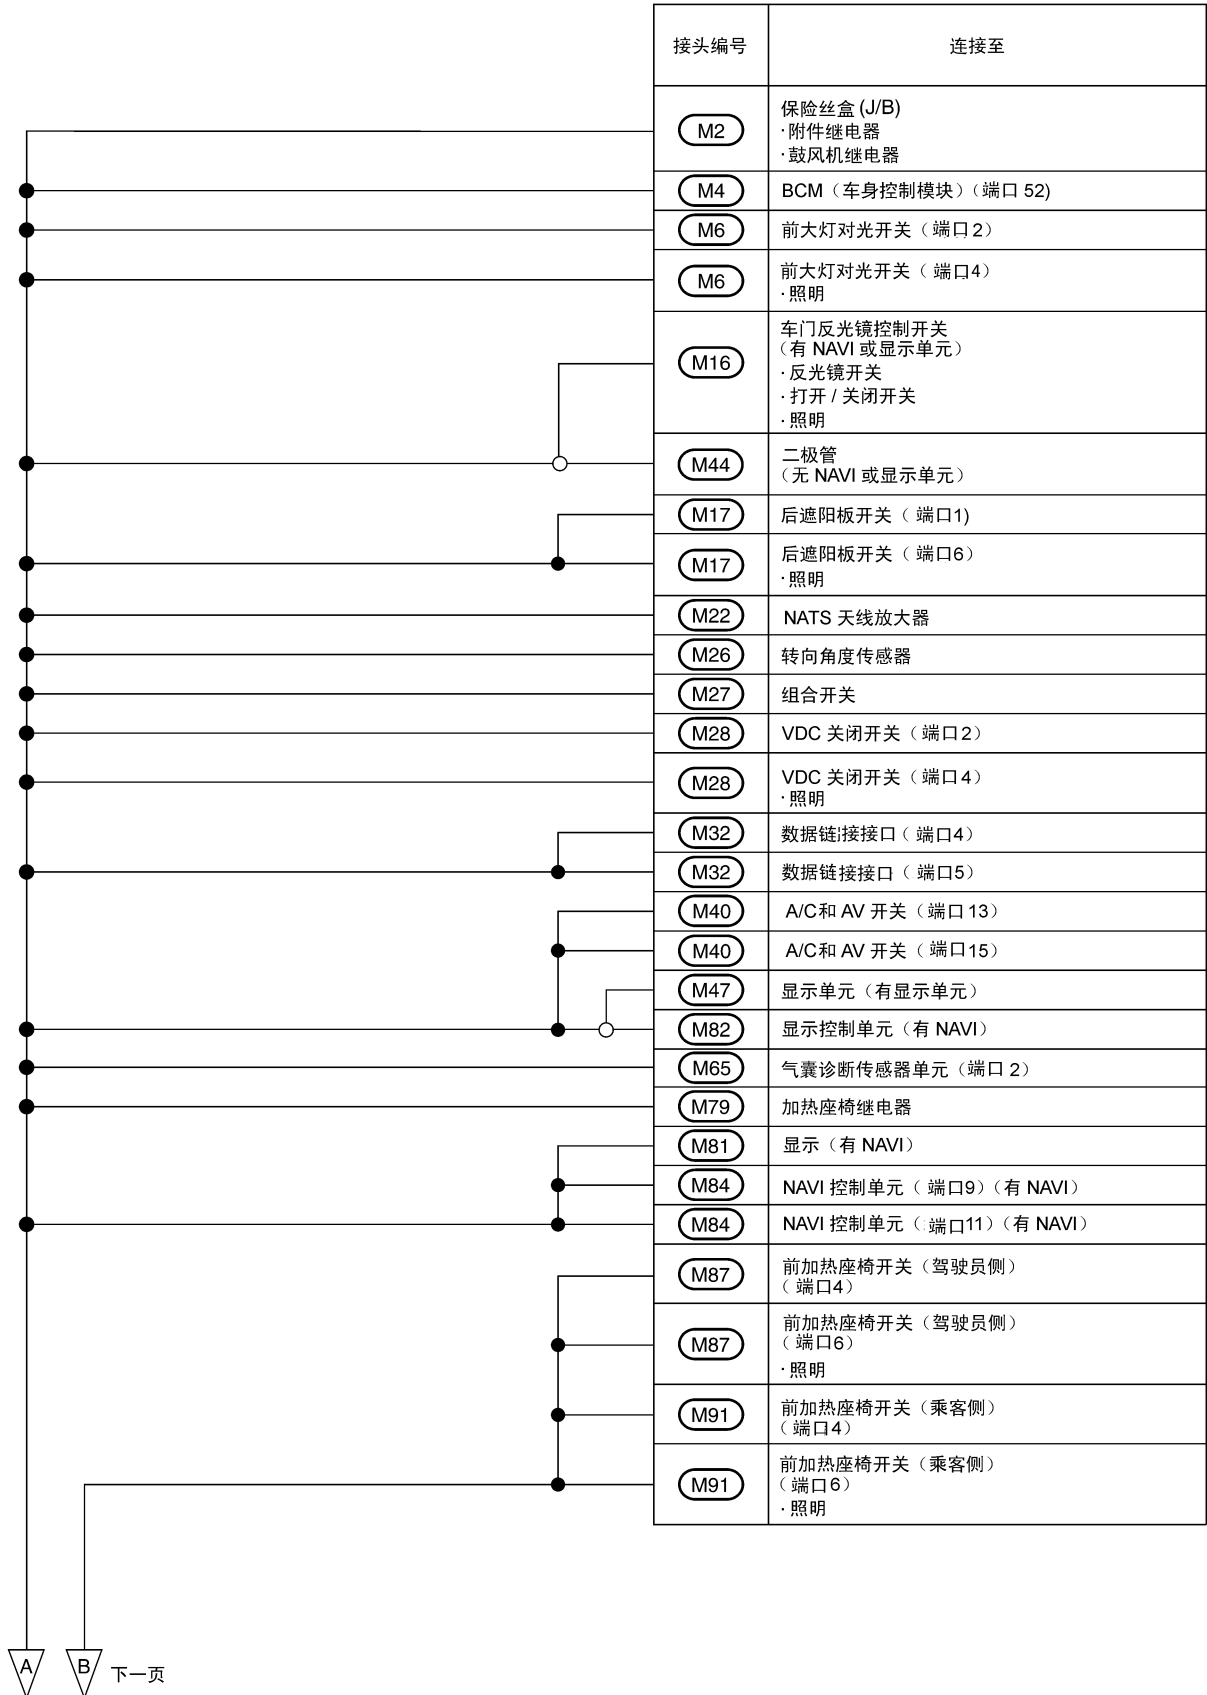 接头编号 连接至
M2 保险丝盒 (J/B)
·附件继电器
·鼓风机继电器
M4 BCM（车身控制模块）（端口 52)
M6 前大灯对光开关（端口 2）
M6 前大灯对光开关（ 端口4）
·照明
M16 车门反光镜控制开关
（有 NAVI 或显示单元）
·反光镜开关
·打开 / 关闭开关
·照明
M44 二极管
（无 NAVI 或显示单元）
M17 后遮阳板开关（ 端口1)
M17 后遮阳板开关（ 端口6）
·照明
M22 NATS 天线放大器
M26 转向角度传感器
M27 组合开关
M28 VDC 关闭开关（端口 2）
M28 VDC 关闭开关（ 端口 4）
·照明
M32 数据链接接口（ 端口4）
M32 数据链接接口（ 端口5）
M40 A/C和 AV 开关（端口 13）
M40 A/C和 AV 开关（ 端口15）
M47 显示单元（有显示单元）
M82 显示控制单元（有 NAVI）
M65 气囊诊断传感器单元（端口 2）
M79 加热座椅继电器
M81 显示（有 NAVI）
M84 NAVI 控制单元（ 端口9）（有 NAVI）
M84 NAVI 控制单元（ 端口11）（有 NAVI）
M87 前加热座椅开关（驾驶员侧）
（ 端口4）
M87 前加热座椅开关（驾驶员侧）
（ 端口6）
·照明
M91 前加热座椅开关（乘客侧）
（ 端口4）
M91 前加热座椅开关（乘客侧）
（ 端口6）
·照明
A B 下一页